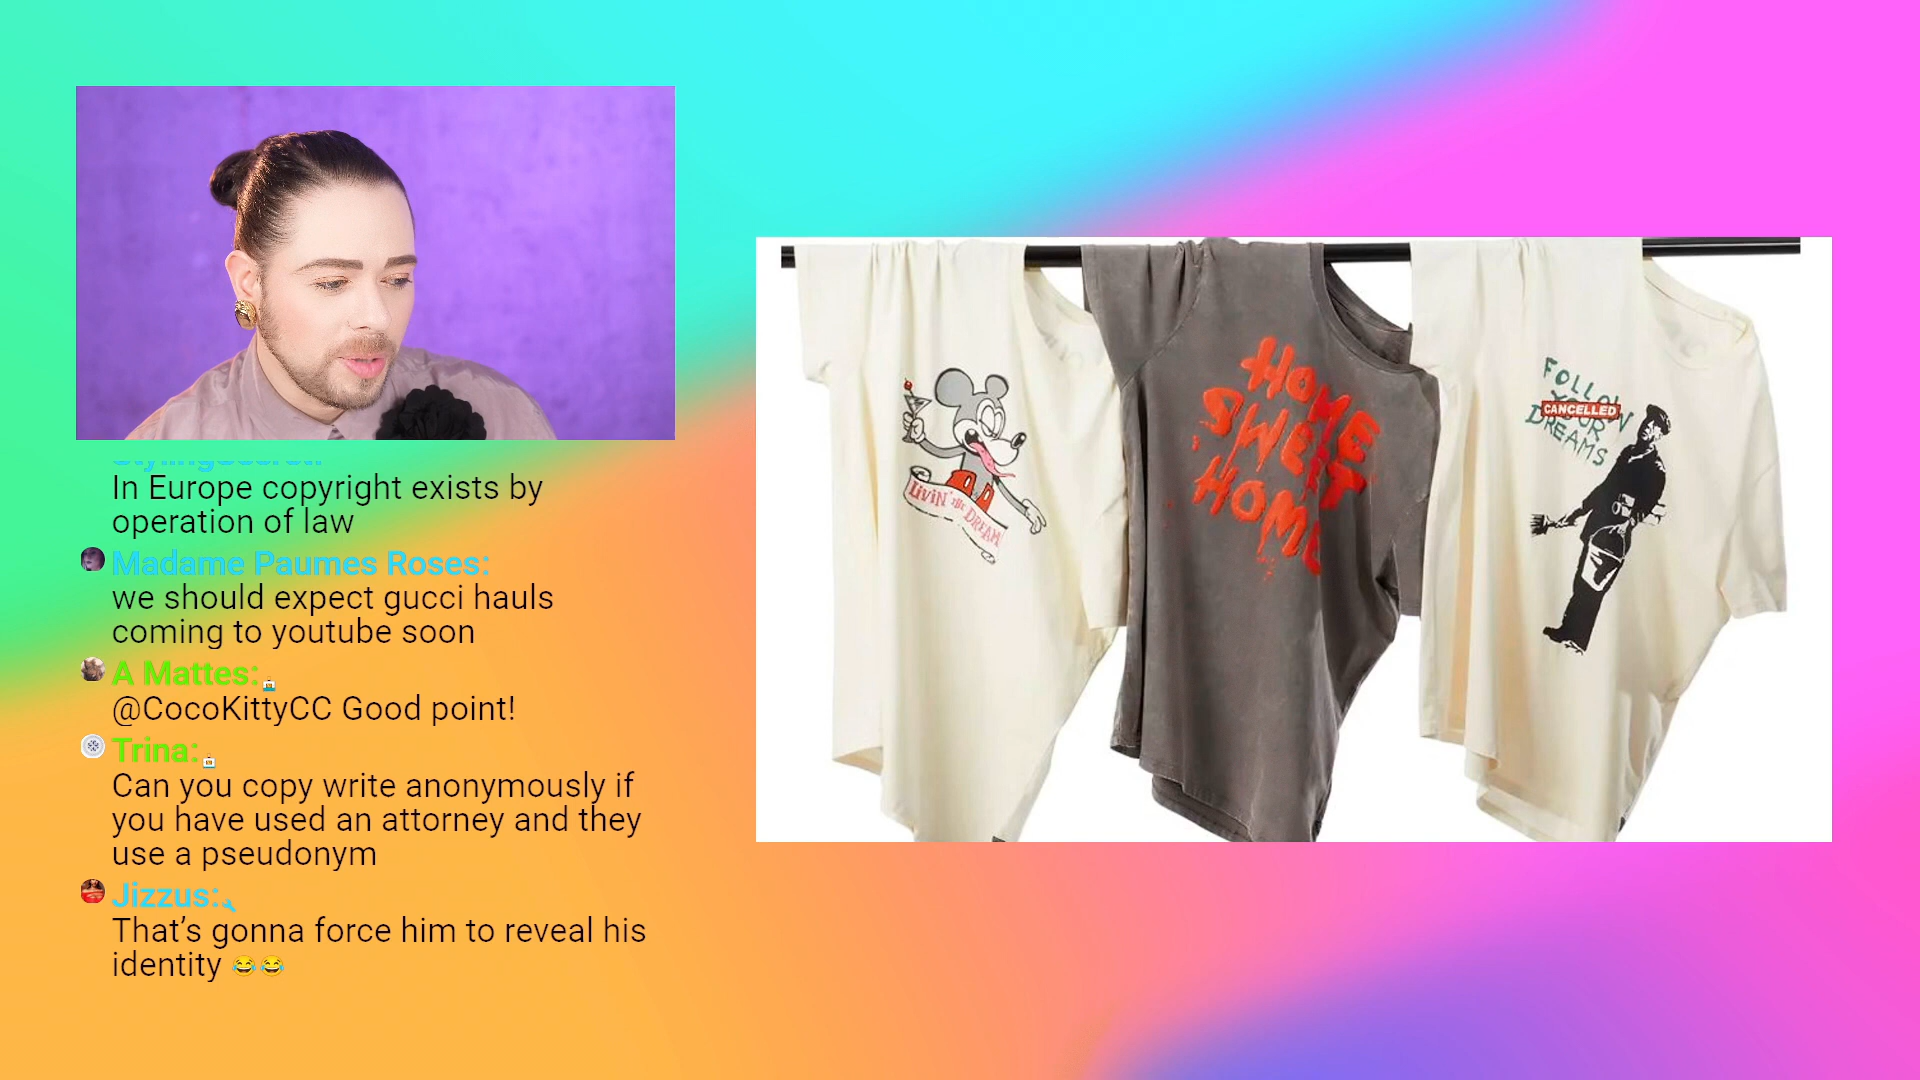 In Europe copyright exists by
operation of law
Madame Paumes Roses:
we should expect gucci hauls
coming to youtube soon
A Mattes:
@CocoKittyCC Good point!
Trina:
Can you copy write anonymously if
you have used an attorney and they
use a pseudonym
Jizzus:
That’s gonna force him to reveal his
identity 😂😂
LIVIN' THE DREAM
HOME
SWEET
HOME
FOLLOW
CANCELLED
YOUR
DREAMS